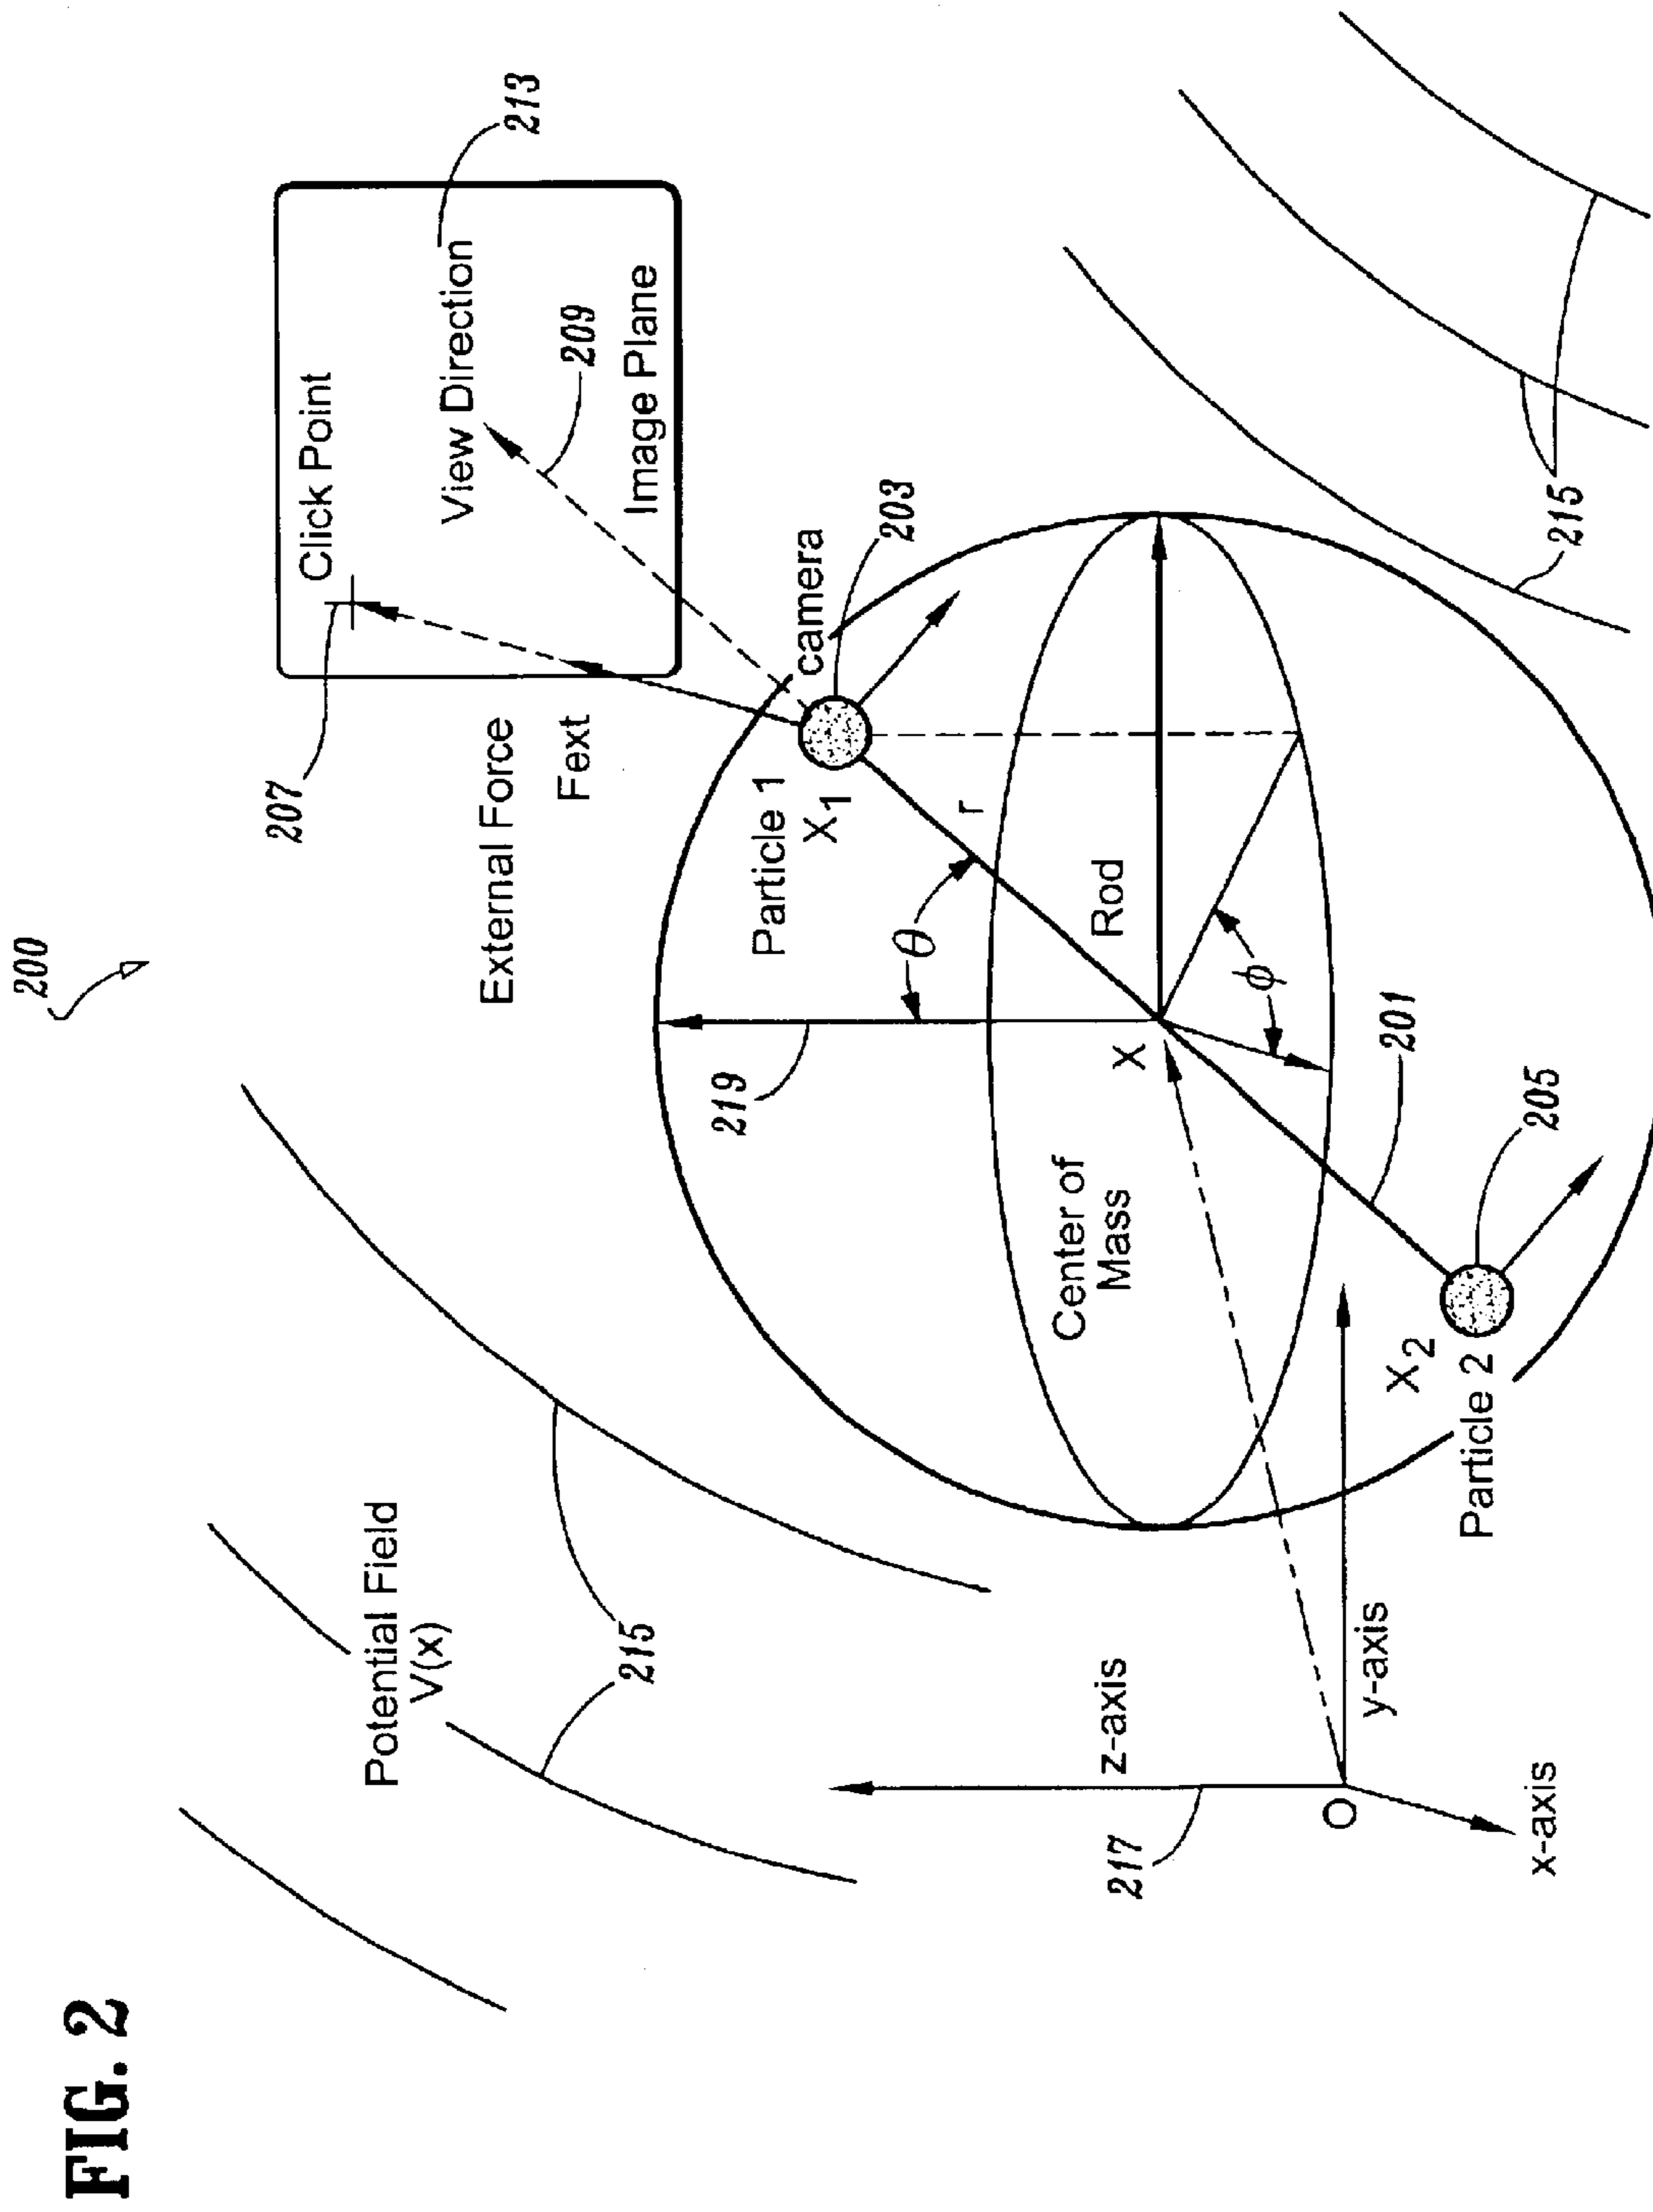 FIG. 2
200
207
External Force
Fext
Click Point
View Direction
213
209
Image Plane
Potential Field
V(x)
215
219
Particle 1
X1
camera
203
θ
r
Center of
Mass
X
Rod
ϕ
201
205
X2
Particle 2
215
217
z-axis
y-axis
O
x-axis